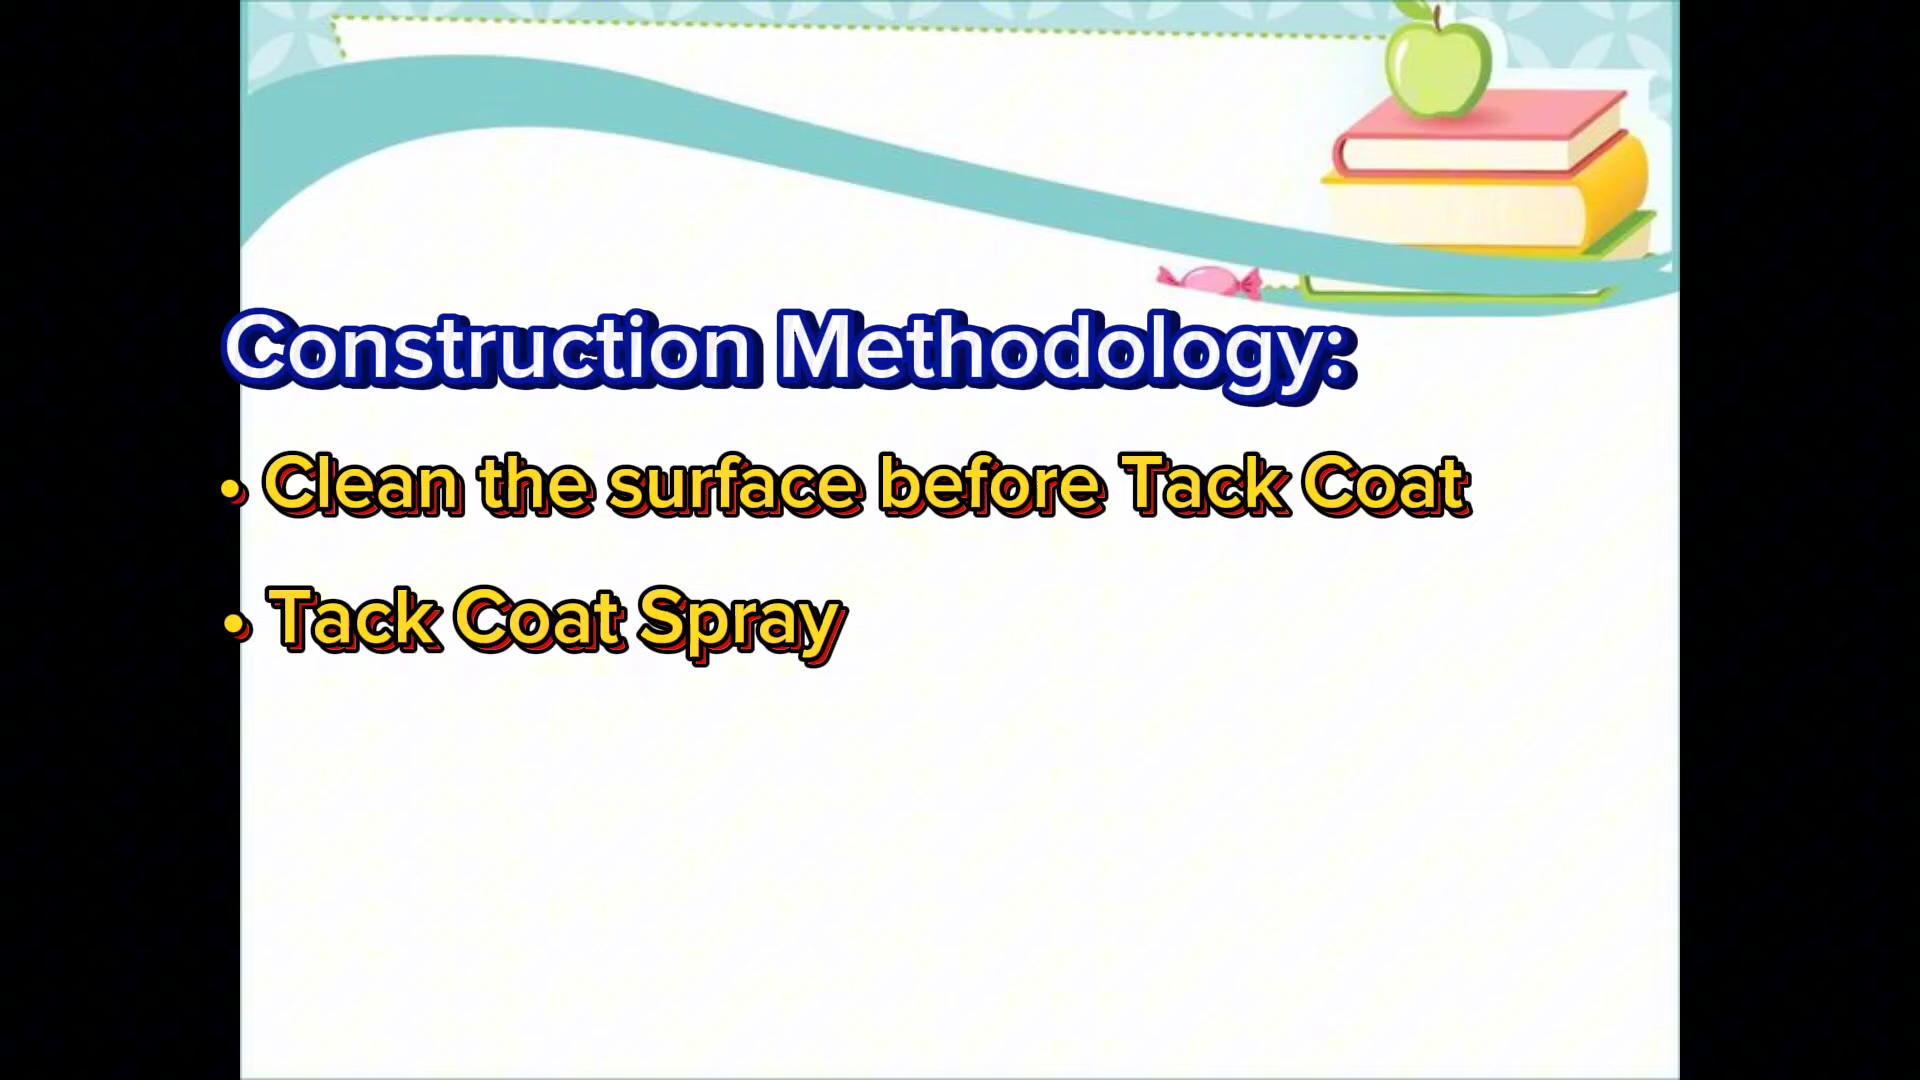 Construction Methodology:
• Clean the surface before Tack Coat
• Tack Coat Spray